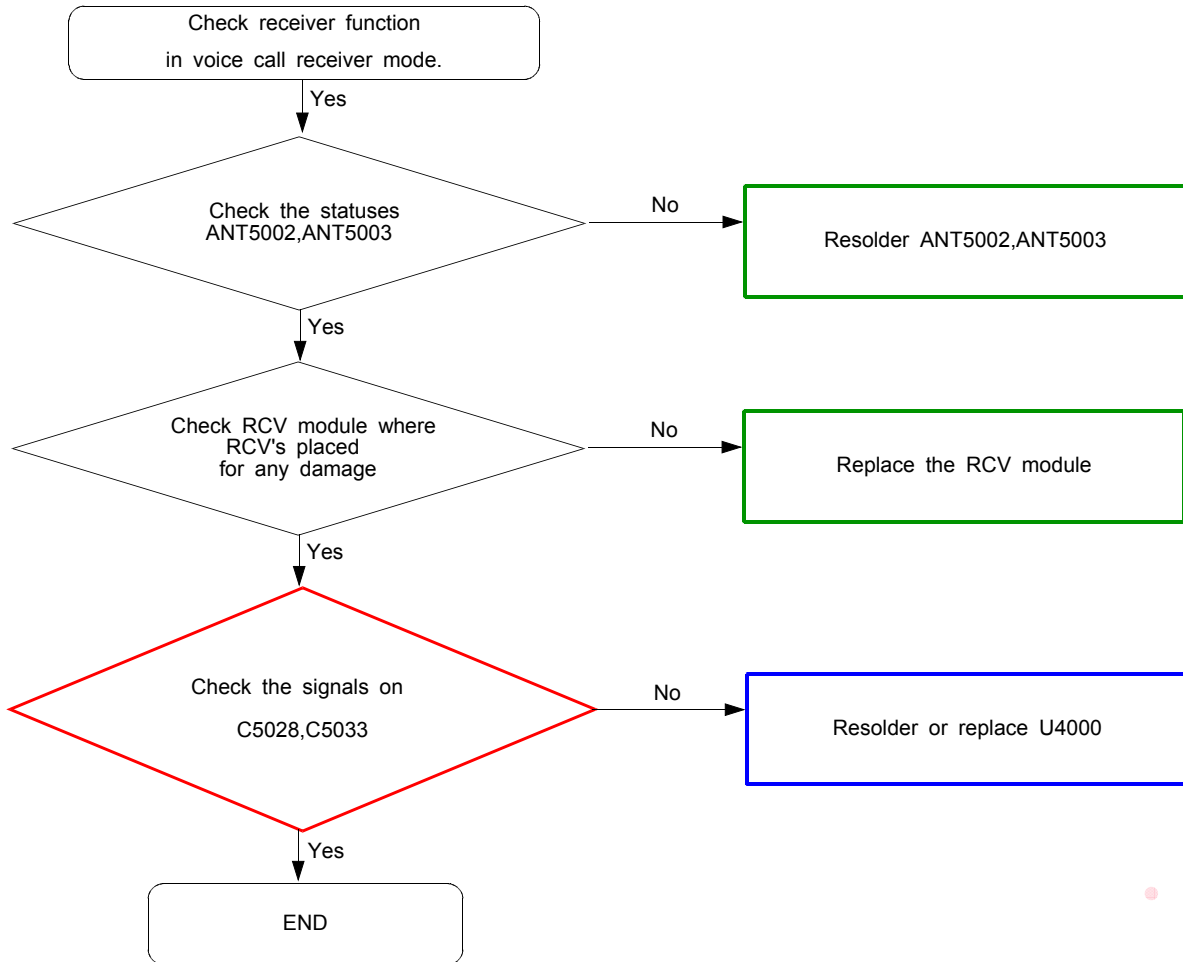 Check receiver function
in voice call receiver mode.
Yes
Check the statuses
ANT5002,ANT5003
No
Resolder ANT5002,ANT5003
Yes
Check RCV module where
RCV's placed
for any damage
No
Replace the RCV module
Yes
Check the signals on
C5028,C5033
No
Resolder or replace U4000
Yes
END